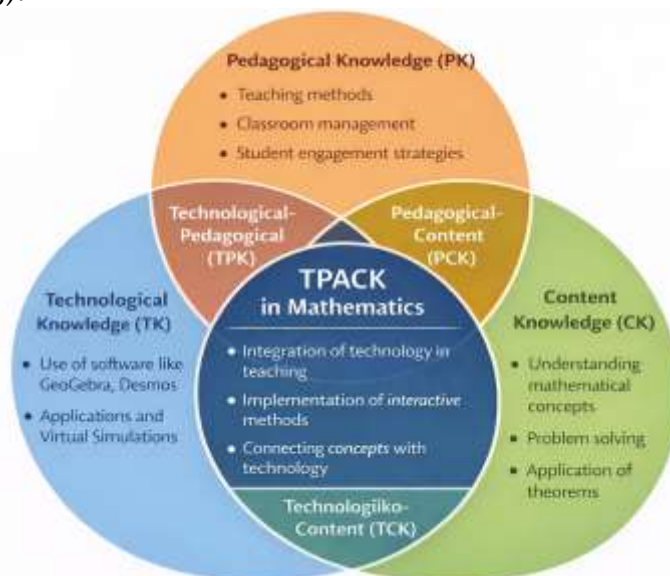 Pedagogical Knowledge (PK)
• Teaching methods
• Classroom management
• Student engagement strategies
Technological-
Pedagogical
(TPK)
Pedagogical-
Content
(PCK)
TPACK
in Mathematics
• Integration of technology in
teaching
• Implementation of interactive
methods
• Connecting concepts with
technology
Technological
Knowledge (TK)
• Use of software like
GeoGebra, Desmos
• Applications and
Virtual Simulations
Content
Knowledge (CK)
• Understanding
mathematical
concepts
• Problem solving
• Application of
theorems
Technologiiko-
Content (TCK)